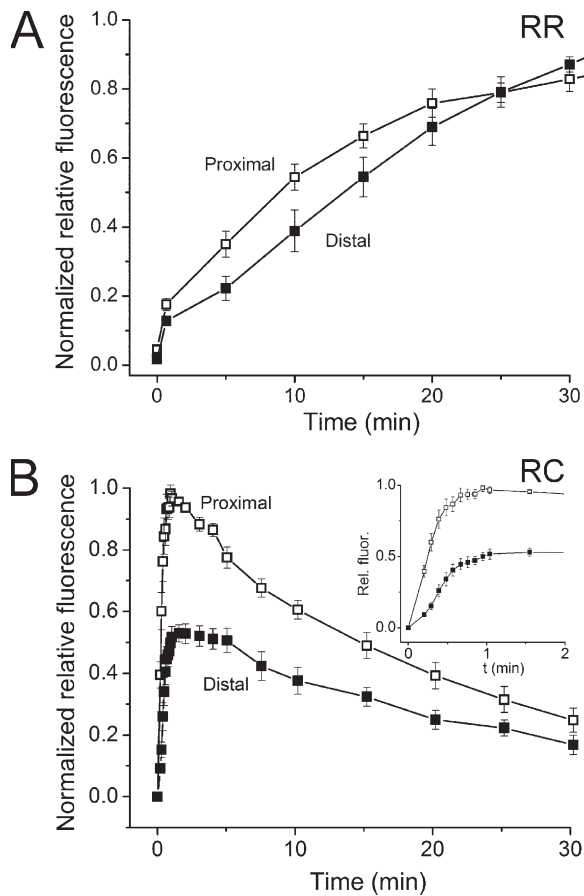 A
RR
Normalized relative fluorescence
1.0
0.8
0.6
0.4
0.2
0.0
Proximal
Distal
0 10 20 30
Time (min)
B
RC
Normalized relative fluorescence
1.0
0.8
0.6
0.4
0.2
0.0
Proximal
Distal
Rel. fluor.
1.0
0.5
0.0
0 1 2
t (min)
0 10 20 30
Time (min)